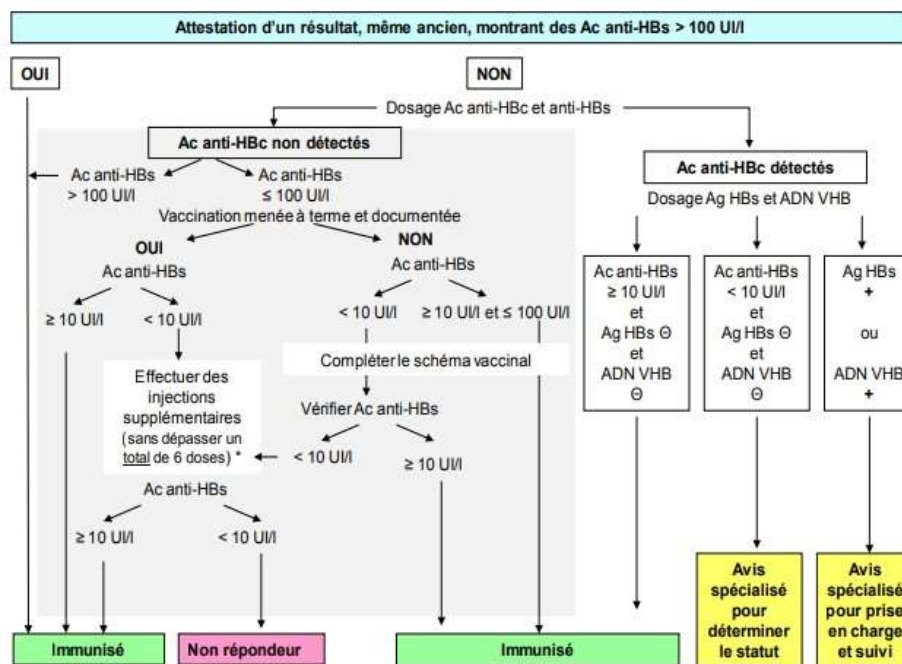 Attestation d'un résultat, même ancien, montrant des Ac anti-HBs > 100 UI/l
OUI
NON
Dosage Ac anti-HBc et anti-HBs
Ac anti-HBc non détectés
Ac anti-HBc détectés
Ac anti-HBs
> 100 UI/l
Ac anti-HBs
≤ 100 UI/l
Dosage Ag HBs et ADN VHB
Vaccination menée à terme et documentée
OUI
Ac anti-HBs
NON
Ac anti-HBs
≥ 10 UI/l
< 10 UI/l
< 10 UI/l
≥ 10 UI/l et ≤ 100 UI/l
Ac anti-HBs
≥ 10 UI/l
et
Ag HBs Θ
et
ADN VHB
Θ
Ac anti-HBs
< 10 UI/l
et
Ag HBs Θ
et
ADN VHB
Θ
Ag HBs
+
ou
ADN VHB
+
Compléter le schéma vaccinal
Effectuer des
injections
supplémentaires
(sans dépasser un
total de 6 doses) *
Vérifier Ac anti-HBs
< 10 UI/l
≥ 10 UI/l
Ac anti-HBs
≥ 10 UI/l
< 10 UI/l
Immunisé
Non répondeur
Immunisé
Avis
spécialisé
pour
déterminer
le statut
Avis
spécialisé
pour prise
en charge
et suivi